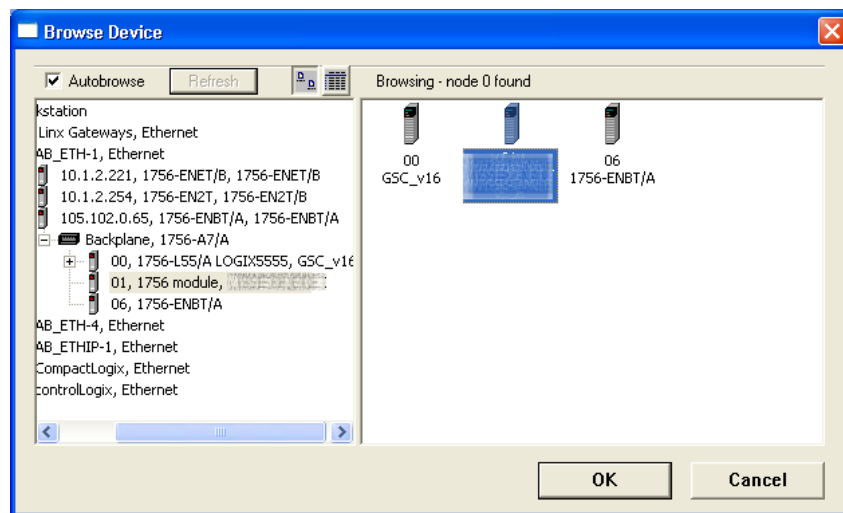 Browse Device
Autobrowse
Refresh
Browsing - node 0 found
kstation
Linx Gateways, Ethernet
AB_ETH-1, Ethernet
10.1.2.221, 1756-ENET/B, 1756-ENET/B
10.1.2.254, 1756-EN2T, 1756-EN2T/B
105.102.0.65, 1756-ENBT/A, 1756-ENBT/A
Backplane, 1756-A7/A
00, 1756-L55/A LOGIX5555, GSC_v16
01, 1756 module,
06, 1756-ENBT/A
AB_ETH-4, Ethernet
AB_ETHIP-1, Ethernet
CompactLogix, Ethernet
controlLogix, Ethernet
00
GSC_v16
06
1756-ENBT/A
OK
Cancel